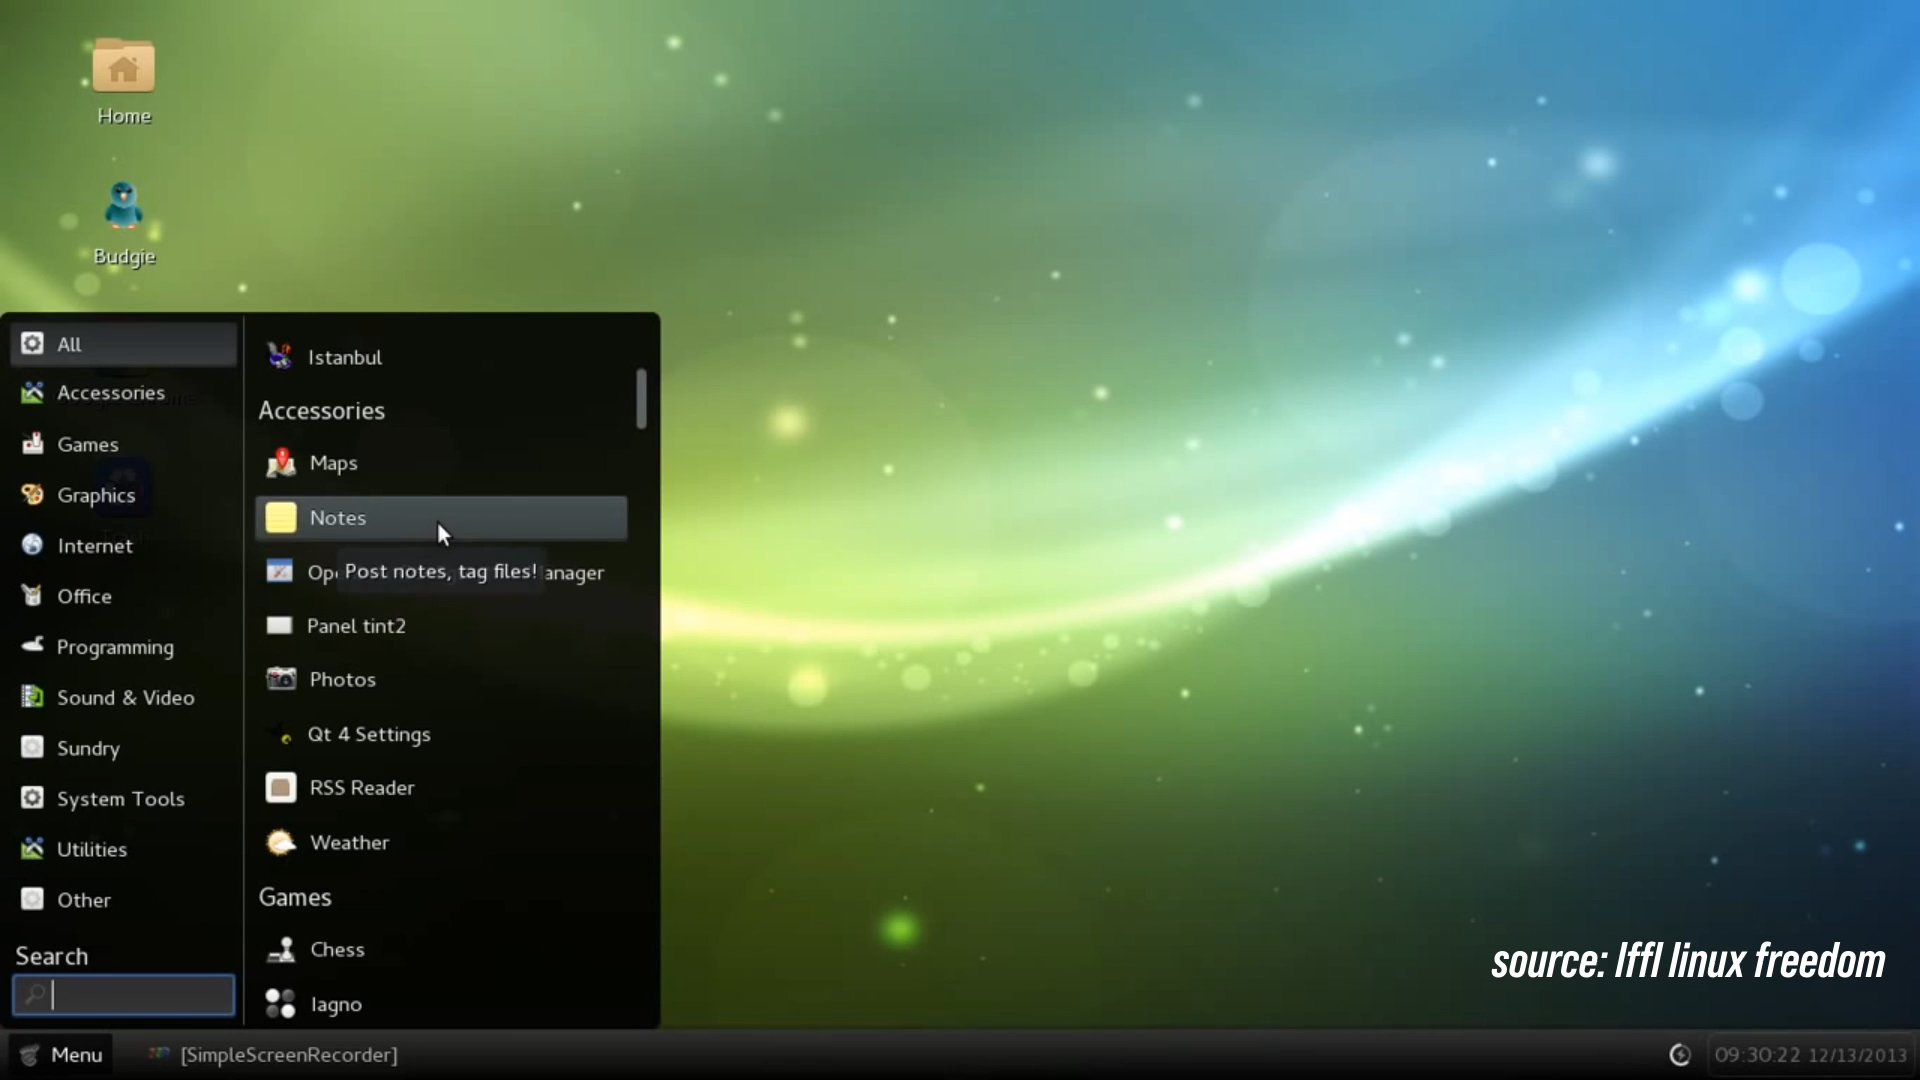 Home
Budgie
All
Accessories
Games
Graphics
Internet
Office
Programming
Sound & Video
Sundry
System Tools
Utilities
Other
Search
Istanbul
Accessories
Maps
Notes
Post notes, tag files!
Panel tint2
Photos
Qt 4 Settings
RSS Reader
Weather
Games
Chess
Iagno
source: lffl linux freedom
Menu
[SimpleScreenRecorder]
09:30:22 12/13/2013